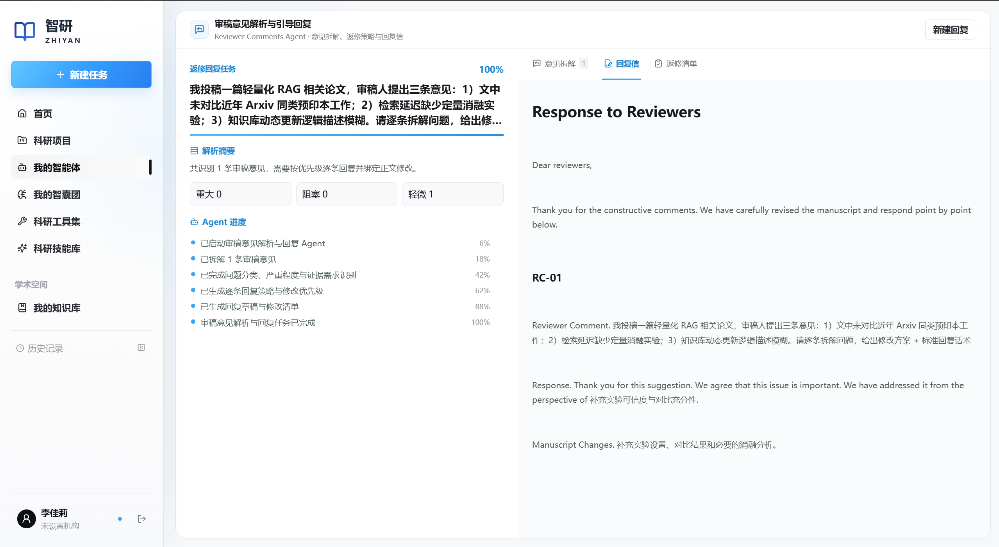 智研
ZHIYAN
+ 新建任务
首页
科研项目
我的智能体
我的智囊团
科研工具集
科研技能库
学术空间
我的知识库
历史记录
李佳莉
未设置机构
审稿意见解析与引导回复
Reviewer Comments Agent · 意见拆解、返修策略与回复信
新建回复
返修回复任务
100%
我投稿一篇轻量化 RAG 相关论文，审稿人提出三条意见：1）文中
未对比近年 Arxiv 同类预印本工作；2）检索延迟缺少定量消融实
验；3）知识库动态更新逻辑描述模糊。请逐条拆解问题，给出修...
解析摘要
共识别 1 条审稿意见，需要按优先级逐条回复并绑定正文修改。
重大 0
阻塞 0
轻微 1
Agent 进度
已启动审稿意见解析与回复 Agent 6%
已拆解 1 条审稿意见 18%
已完成问题分类、严重程度与证据需求识别 42%
已生成逐条回复策略与修改优先级 62%
已生成回复草稿与修改清单 88%
审稿意见解析与回复任务已完成 100%
意见拆解 1
回复信
返修清单
Response to Reviewers
Dear reviewers,
Thank you for the constructive comments. We have carefully revised the manuscript and respond point by point
below.
RC-01
Reviewer Comment. 我投稿一篇轻量化 RAG 相关论文，审稿人提出三条意见：1）文中未对比近年 Arxiv 同类预印本工
作；2）检索延迟缺少定量消融实验；3）知识库动态更新逻辑描述模糊。请逐条拆解问题，给出修改方案 + 标准回复话术
Response. Thank you for this suggestion. We agree that this issue is important. We have addressed it from the
perspective of 补充实验可信度与对比充分性.
Manuscript Changes. 补充实验设置、对比结果和必要的消融分析。